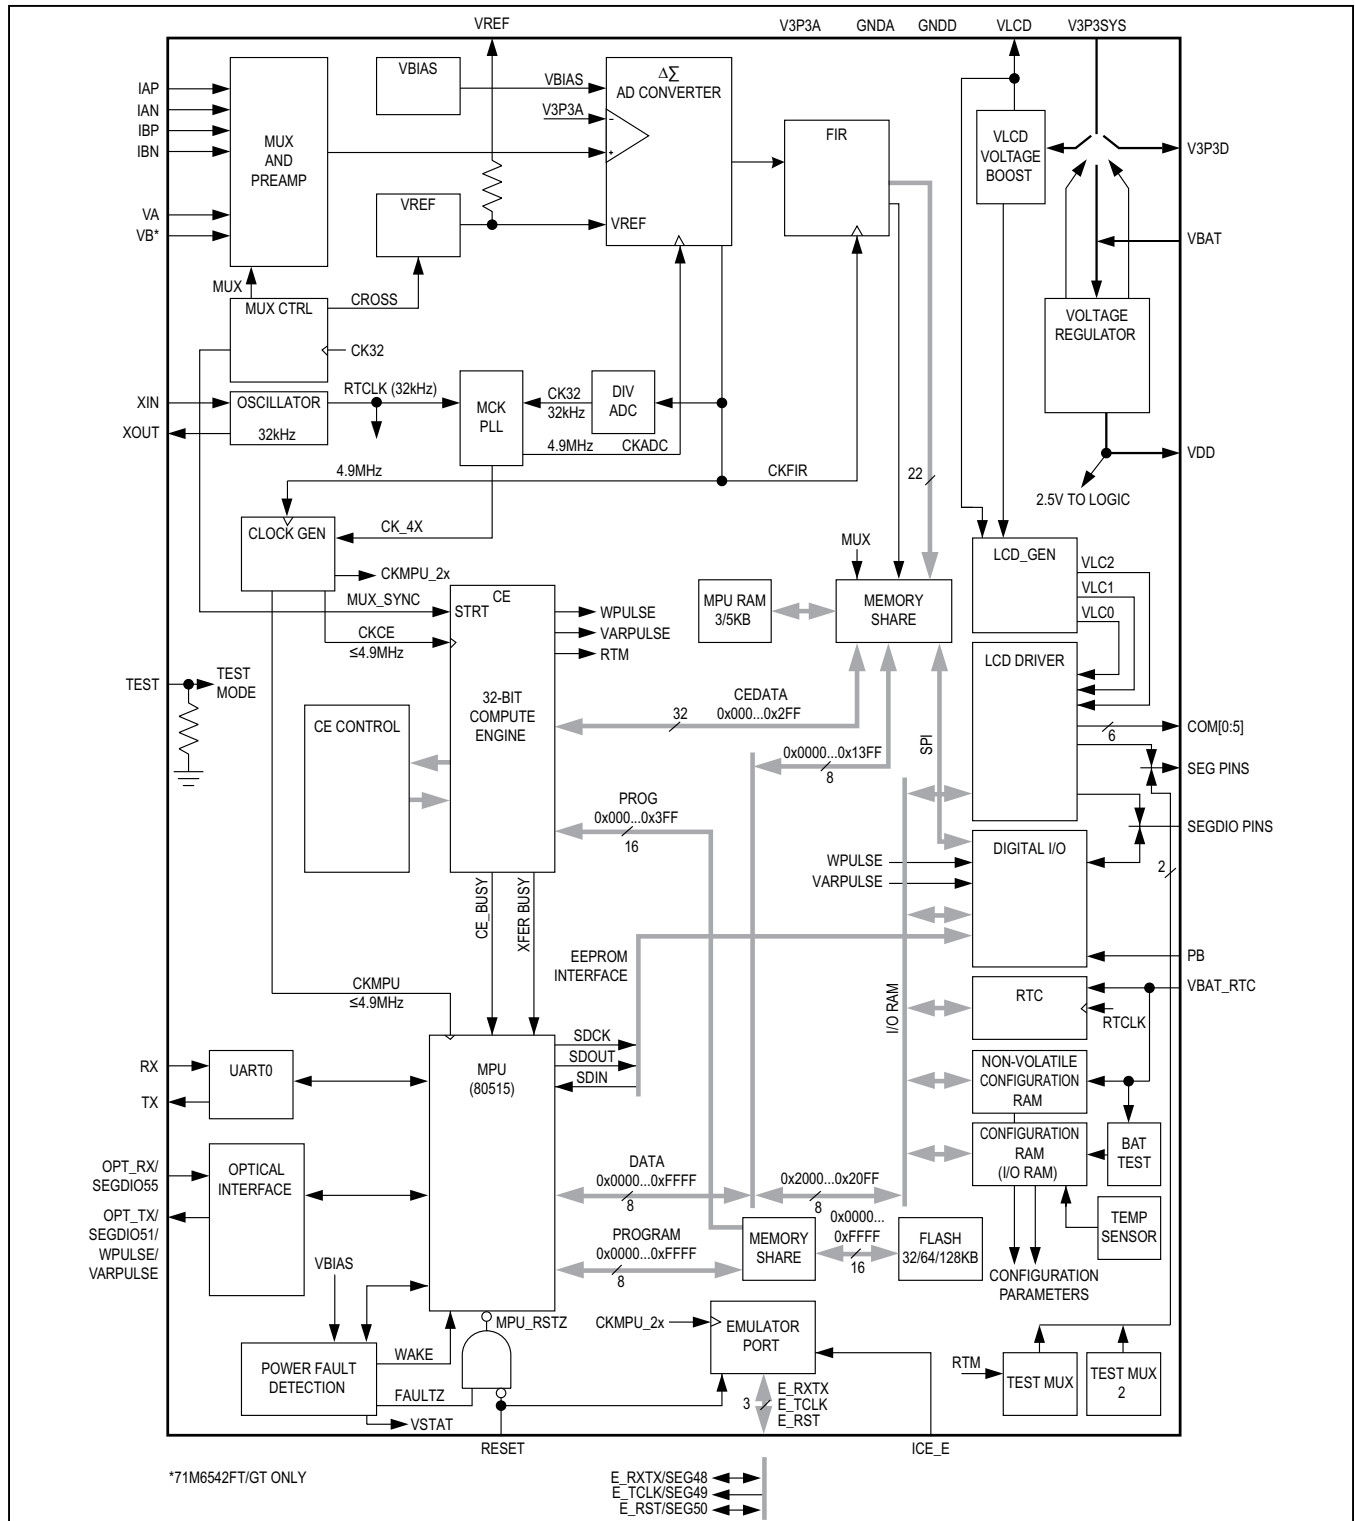 VREF
V3P3A
GNDA
GNDD
VLCD
V3P3SYS
IAP
IAN
IBP
IBN
VA
VB*
MUX
AND
PREAMP
VBIAS
VBIAS
V3P3A
ΔΣ
AD CONVERTER
-
+
VREF
VREF
FIR
VLCD
VOLTAGE
BOOST
V3P3D
VBAT
VOLTAGE
REGULATOR
VDD
2.5V TO LOGIC
MUX
MUX CTRL
CROSS
CK32
XIN
XOUT
OSCILLATOR
32kHz
RTCLK (32kHz)
MCK
PLL
CK32
32kHz
DIV
ADC
4.9MHz
CKADC
4.9MHz
CKFIR
22
CLOCK GEN
CK_4X
CKMPU_2x
MUX_SYNC
CKCE
≤4.9MHz
CE
STRT
32-BIT
COMPUTE
ENGINE
WPULSE
VARPULSE
RTM
MUX
MPU RAM
3/5KB
MEMORY
SHARE
LCD_GEN
VLC2
VLC1
VLC0
LCD DRIVER
TEST
TEST
MODE
CE CONTROL
CEDATA
0x000...0x2FF
32
0x0000...0x13FF
8
SPI
6
COM[0:5]
SEG PINS
SEGDIO PINS
PROG
0x000...0x3FF
16
WPULSE
VARPULSE
DIGITAL I/O
2
PB
CE_BUSY
XFER BUSY
EEPROM
INTERFACE
I/O RAM
CKMPU
≤4.9MHz
RTC
VBAT_RTC
RTCLK
RX
TX
UART0
MPU
(80515)
SDCK
SDOUT
SDIN
NON-VOLATILE
CONFIGURATION
RAM
CONFIGURATION
RAM
(I/O RAM)
BAT
TEST
TEMP
SENSOR
CONFIGURATION
PARAMETERS
OPT_RX/
SEGDIO55
OPT_TX/
SEGDIO51/
WPULSE/
VARPULSE
OPTICAL
INTERFACE
DATA
0x0000...0xFFFF
8
0x2000...0x20FF
8
PROGRAM
0x0000...0xFFFF
8
MEMORY
SHARE
0x0000...
0xFFFF
16
FLASH
32/64/128KB
VBIAS
POWER FAULT
DETECTION
WAKE
FAULTZ
VSTAT
MPU_RSTZ
CKMPU_2x
EMULATOR
PORT
3
E_RXTX
E_TCLK
E_RST
RTM
TEST MUX
TEST MUX
2
RESET
ICE_E
*71M6542FT/GT ONLY
E_RXTX/SEG48
E_TCLK/SEG49
E_RST/SEG50